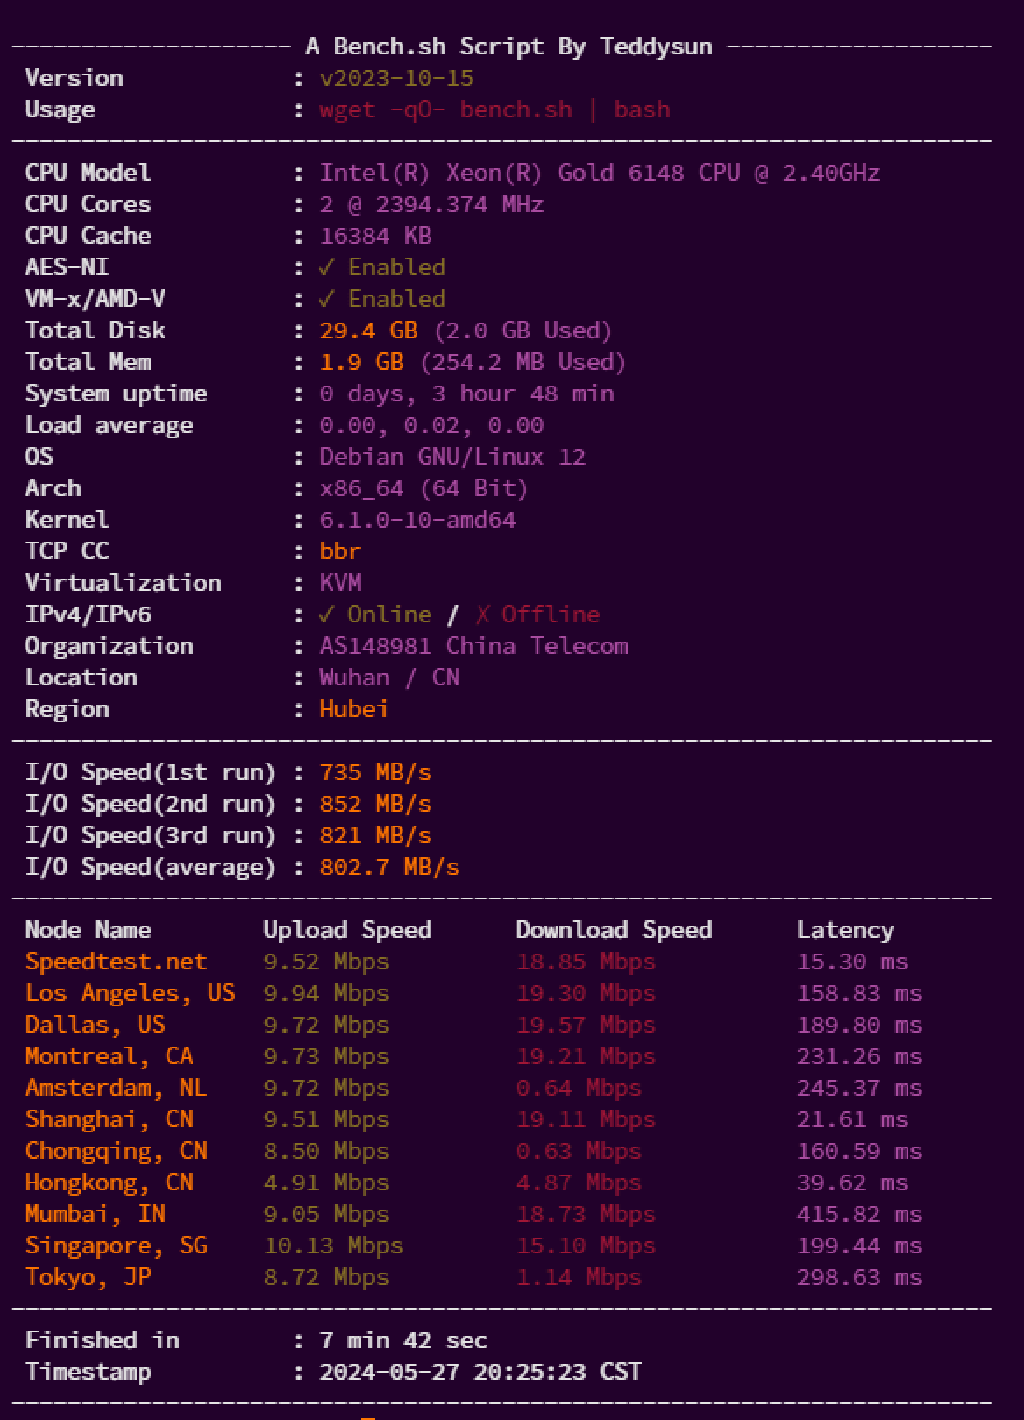 -------------------- A Bench.sh Script By Teddysun -------------------
Version            : v2023-10-15
Usage              : wget -qO- bench.sh | bash
----------------------------------------------------------------------
CPU Model          : Intel(R) Xeon(R) Gold 6148 CPU @ 2.40GHz
CPU Cores          : 2 @ 2394.374 MHz
CPU Cache          : 16384 KB
AES-NI             : ✓ Enabled
VM-x/AMD-V         : ✓ Enabled
Total Disk         : 29.4 GB (2.0 GB Used)
Total Mem          : 1.9 GB (254.2 MB Used)
System uptime      : 0 days, 3 hour 48 min
Load average       : 0.00, 0.02, 0.00
OS                 : Debian GNU/Linux 12
Arch               : x86_64 (64 Bit)
Kernel             : 6.1.0-10-amd64
TCP CC             : bbr
Virtualization     : KVM
IPv4/IPv6          : ✓ Online / ✗ Offline
Organization       : AS148981 China Telecom
Location           : Wuhan / CN
Region             : Hubei
----------------------------------------------------------------------
I/O Speed(1st run) : 735 MB/s
I/O Speed(2nd run) : 852 MB/s
I/O Speed(3rd run) : 821 MB/s
I/O Speed(average) : 802.7 MB/s
----------------------------------------------------------------------
Node Name        Upload Speed      Download Speed      Latency
Speedtest.net    9.52 Mbps         18.85 Mbps          15.30 ms
Los Angeles, US  9.94 Mbps         19.30 Mbps          158.83 ms
Dallas, US       9.72 Mbps         19.57 Mbps          189.80 ms
Montreal, CA     9.73 Mbps         19.21 Mbps          231.26 ms
Amsterdam, NL    9.72 Mbps         0.64 Mbps           245.37 ms
Shanghai, CN     9.51 Mbps         19.11 Mbps          21.61 ms
Chongqing, CN    8.50 Mbps         0.63 Mbps           160.59 ms
Hongkong, CN     4.91 Mbps         4.87 Mbps           39.62 ms
Mumbai, IN       9.05 Mbps         18.73 Mbps          415.82 ms
Singapore, SG    10.13 Mbps        15.10 Mbps          199.44 ms
Tokyo, JP        8.72 Mbps         1.14 Mbps           298.63 ms
----------------------------------------------------------------------
Finished in        : 7 min 42 sec
Timestamp          : 2024-05-27 20:25:23 CST
----------------------------------------------------------------------